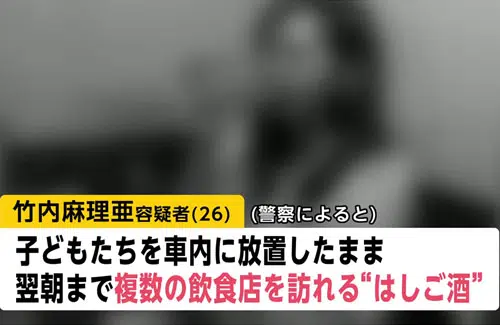 竹内麻理亜容疑者(26) (警察によると)
子どもたちを車内に放置したまま
翌朝まで複数の飲食店を訪れる“はしご酒”